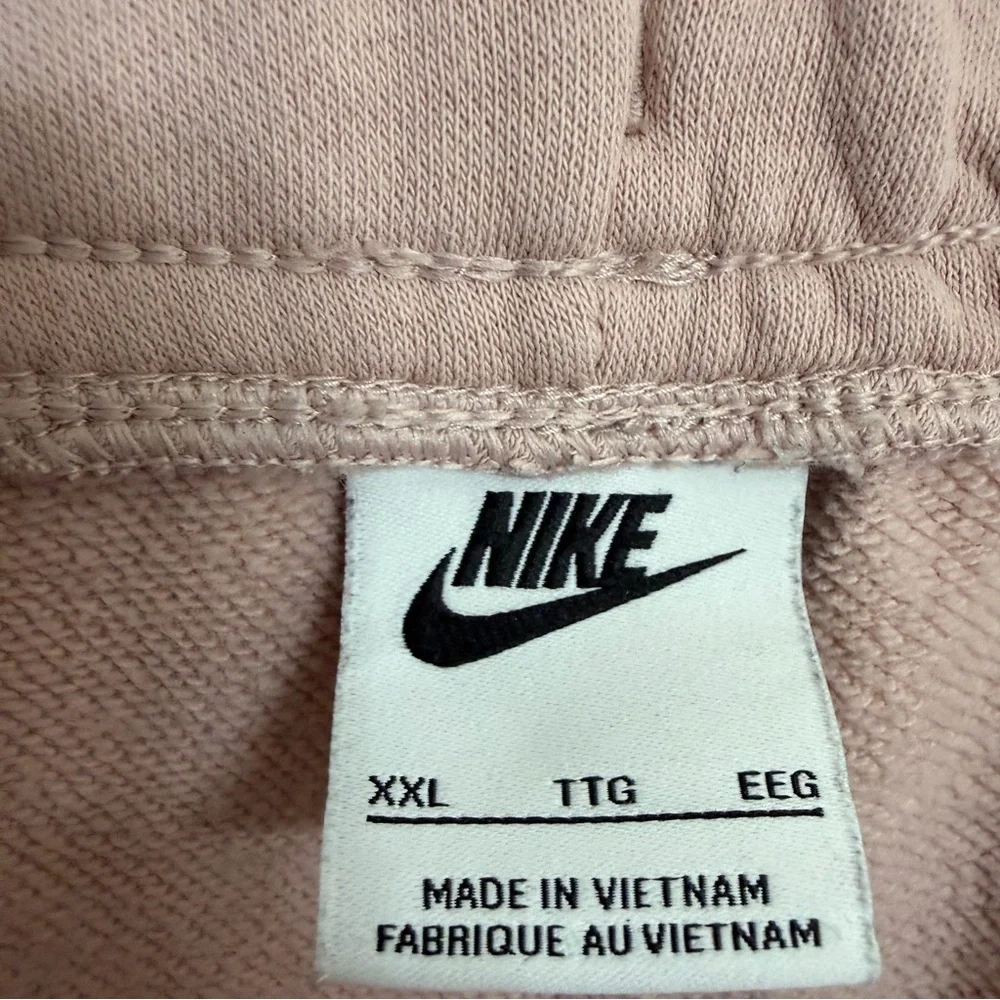 NIKE
XXL TTG EEG
MADE IN VIETNAM
FABRIQUE AU VIETNAM